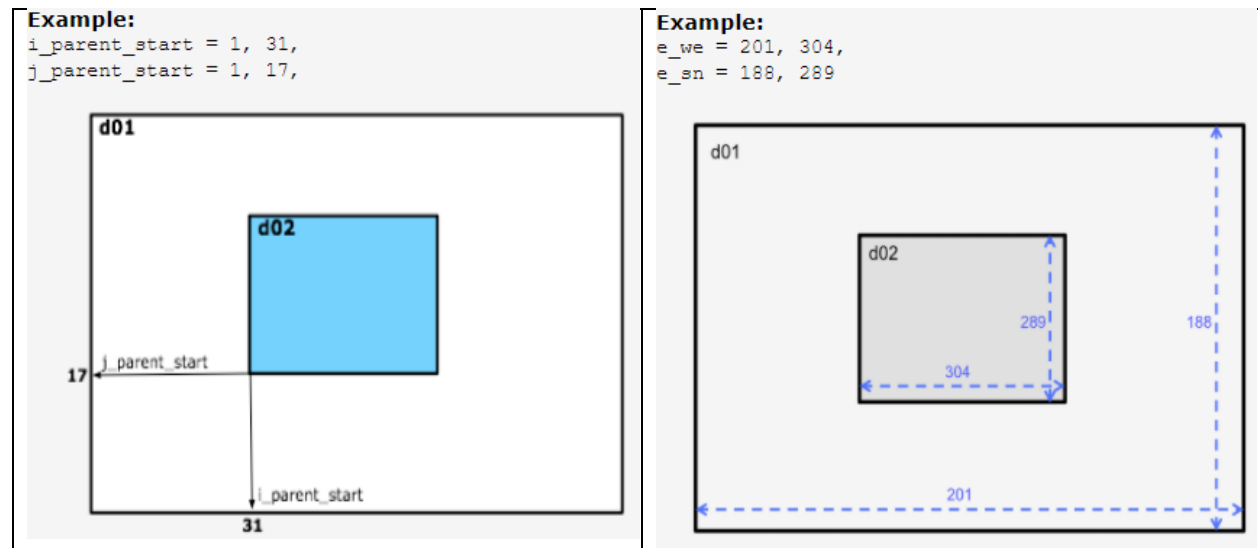 Example:
i_parent_start = 1, 31,
j_parent_start = 1, 17,
d01
d02
j_parent_start
17
i_parent_start
31
Example:
e_we = 201, 304,
e_sn = 188, 289
d01
d02
289
188
304
201